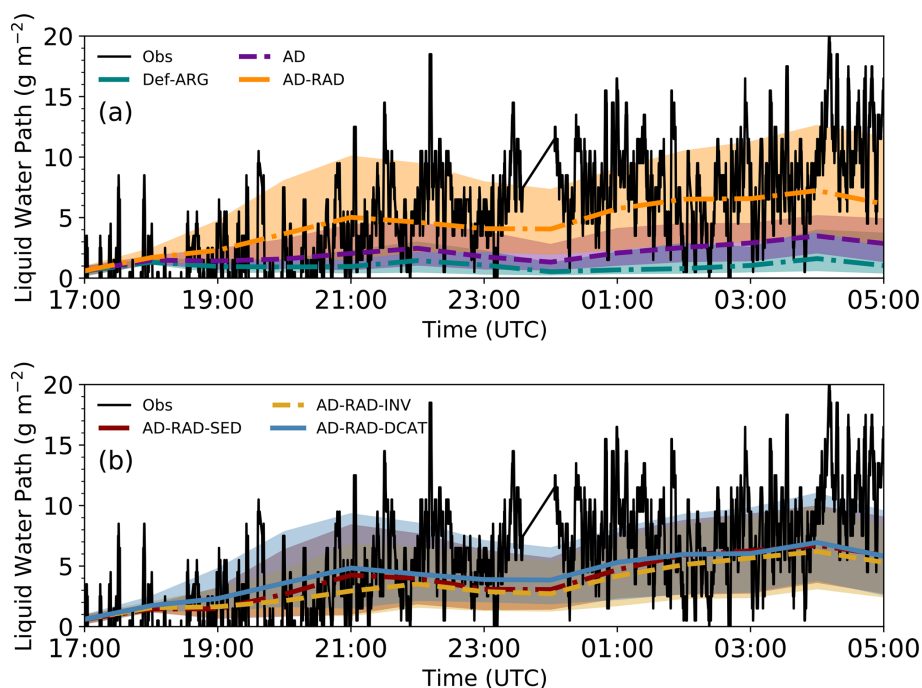 Liquid Water Path (g m⁻²)
20
15
10
5
0
Obs
Def-ARG
AD
AD-RAD
(a)
17:00 19:00 21:00 23:00 01:00 03:00 05:00
Time (UTC)
Liquid Water Path (g m⁻²)
20
15
10
5
0
Obs
AD-RAD-SED
AD-RAD-INV
AD-RAD-DCAT
(b)
17:00 19:00 21:00 23:00 01:00 03:00 05:00
Time (UTC)